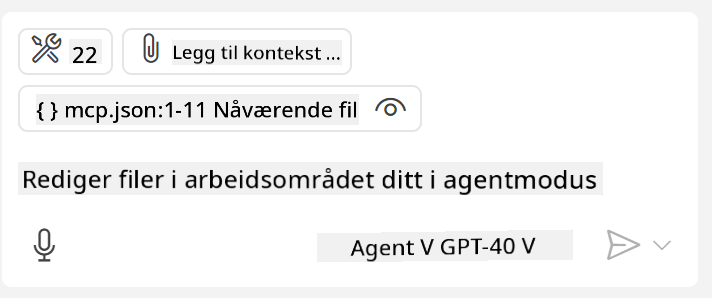 22 Legg til kontekst ...
{ } mcp.json:1-11 Nåværende fil
Rediger filer i arbeidsområdet ditt i agentmodus
Agent V GPT-40 V